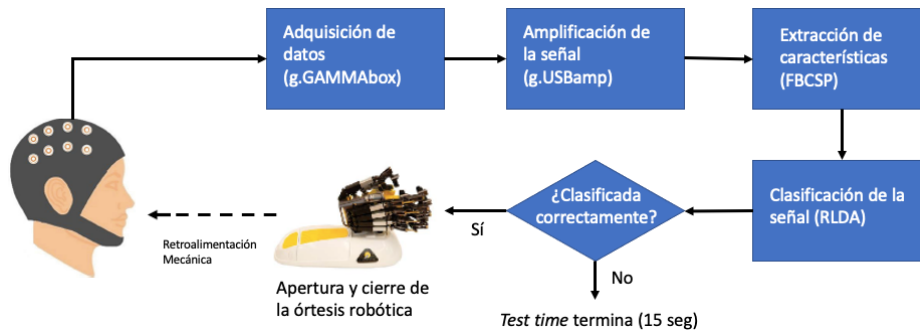 Adquisición de
datos
(g.GAMMAbox)
Amplificación de
la señal
(g.USBamp)
Extracción de
características
(FBCSP)
Clasificación de la
señal (RLDA)
¿Clasificada
correctamente?
Sí
No
Test time termina (15 seg)
Apertura y cierre de
la órtesis robótica
Retroalimentación
Mecánica